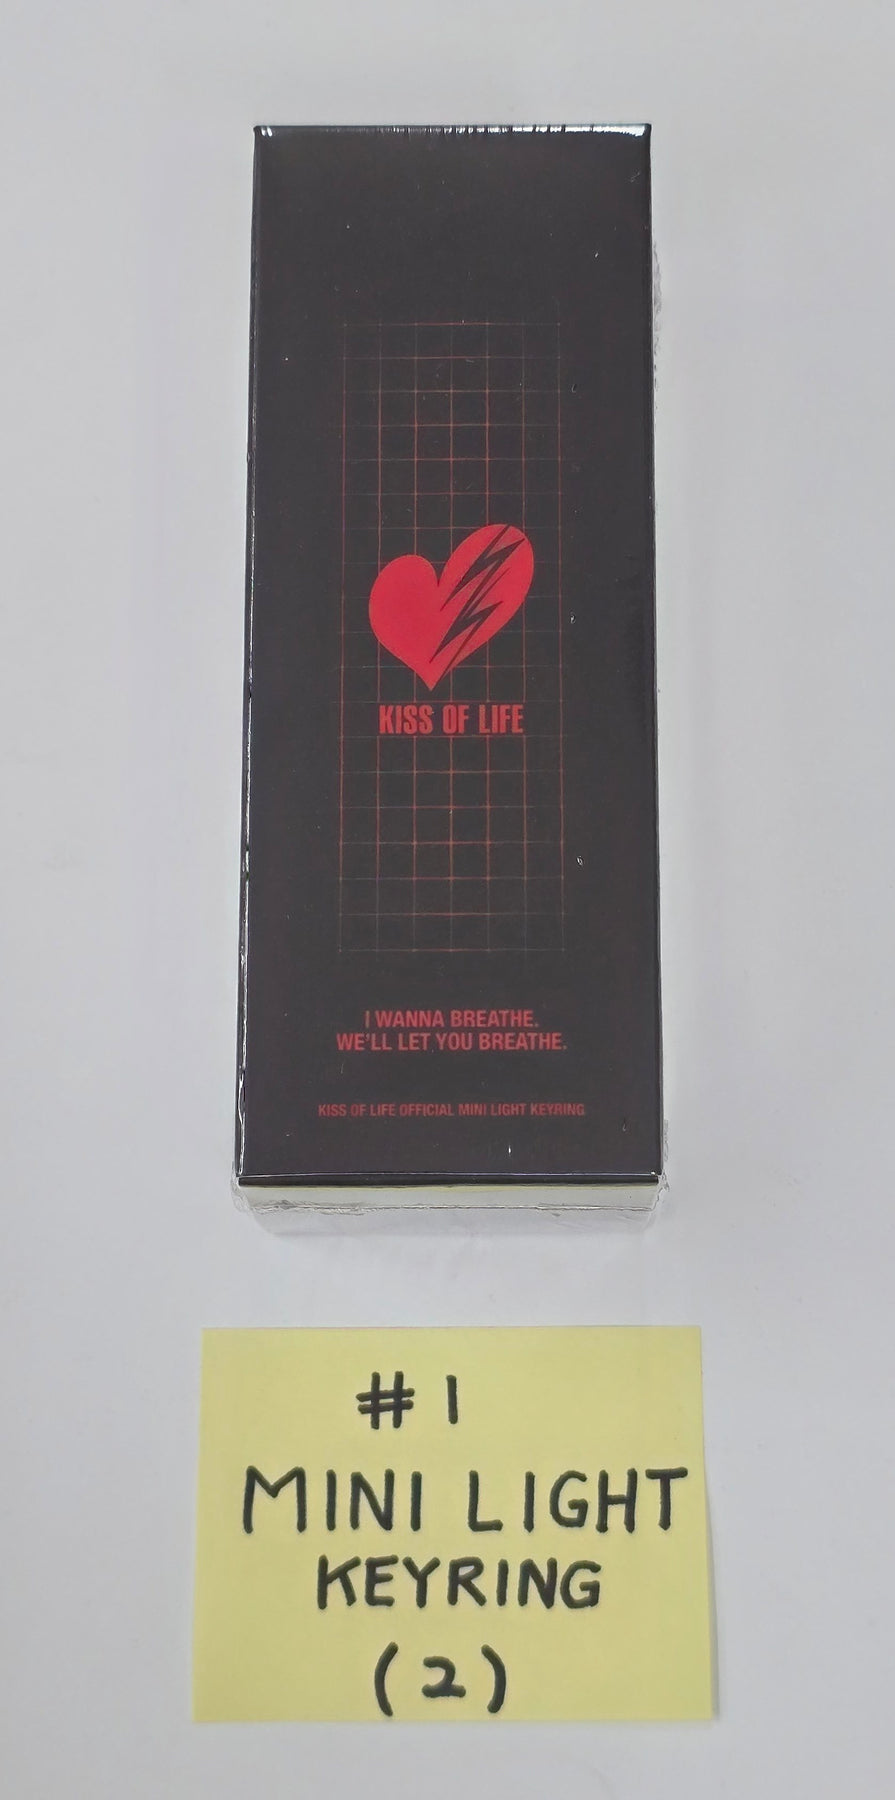 KISS OF LIFE
I WANNA BREATHE.
WE'LL LET YOU BREATHE.
KISS OF LIFE OFFICIAL MINI LIGHT KEYRING
#1
MINI LIGHT
KEYRING
(2)